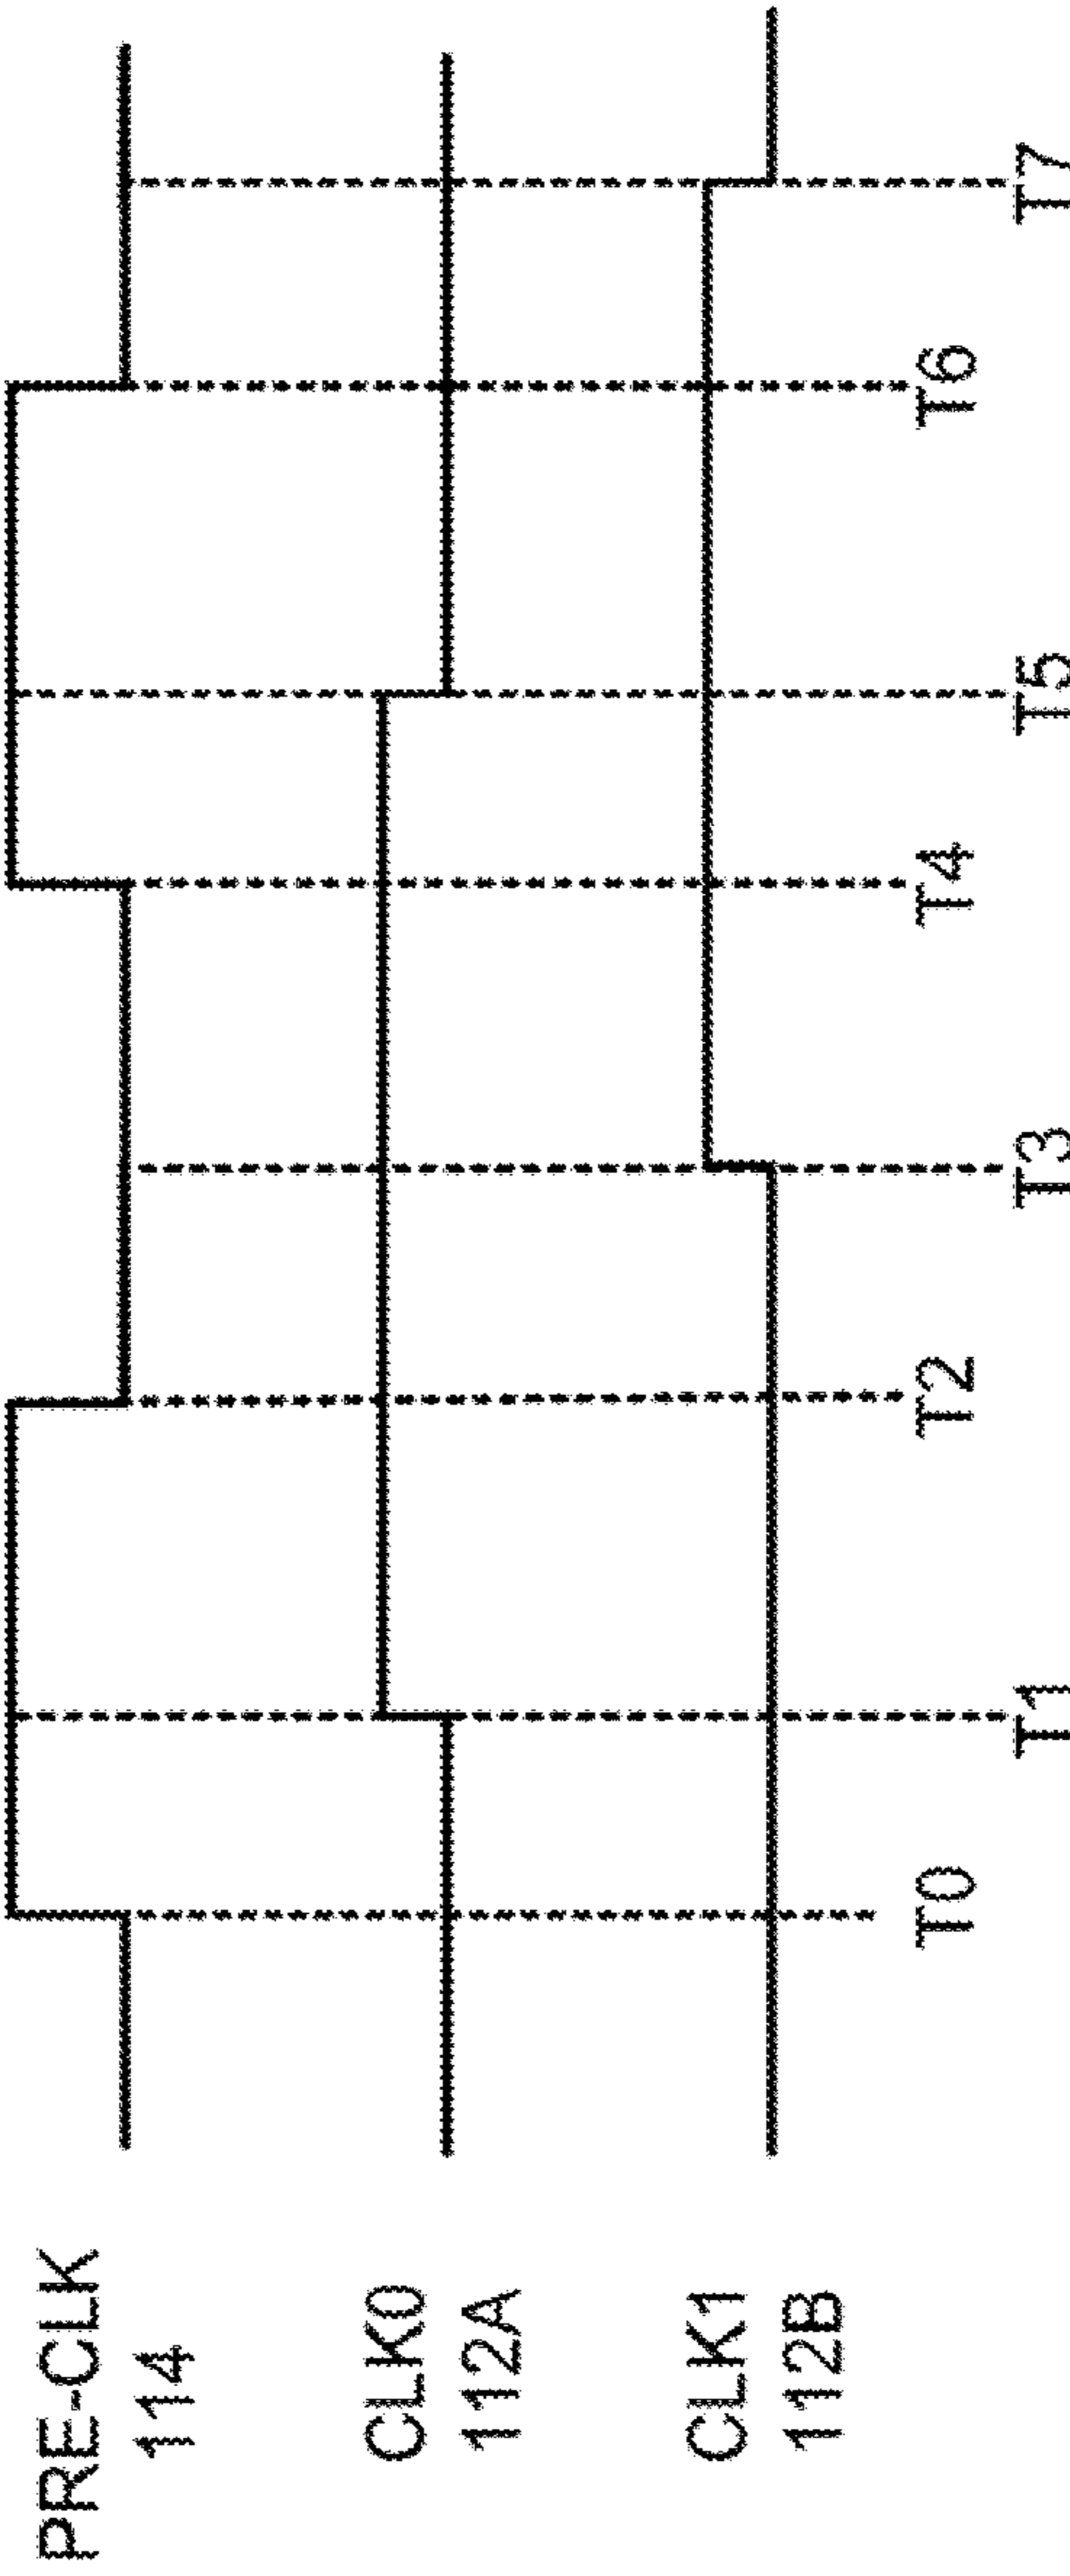 PRE-CLK
114
CLK0
112A
CLK1
112B
T0
T1
T2
T3
T4
T5
T6
T7